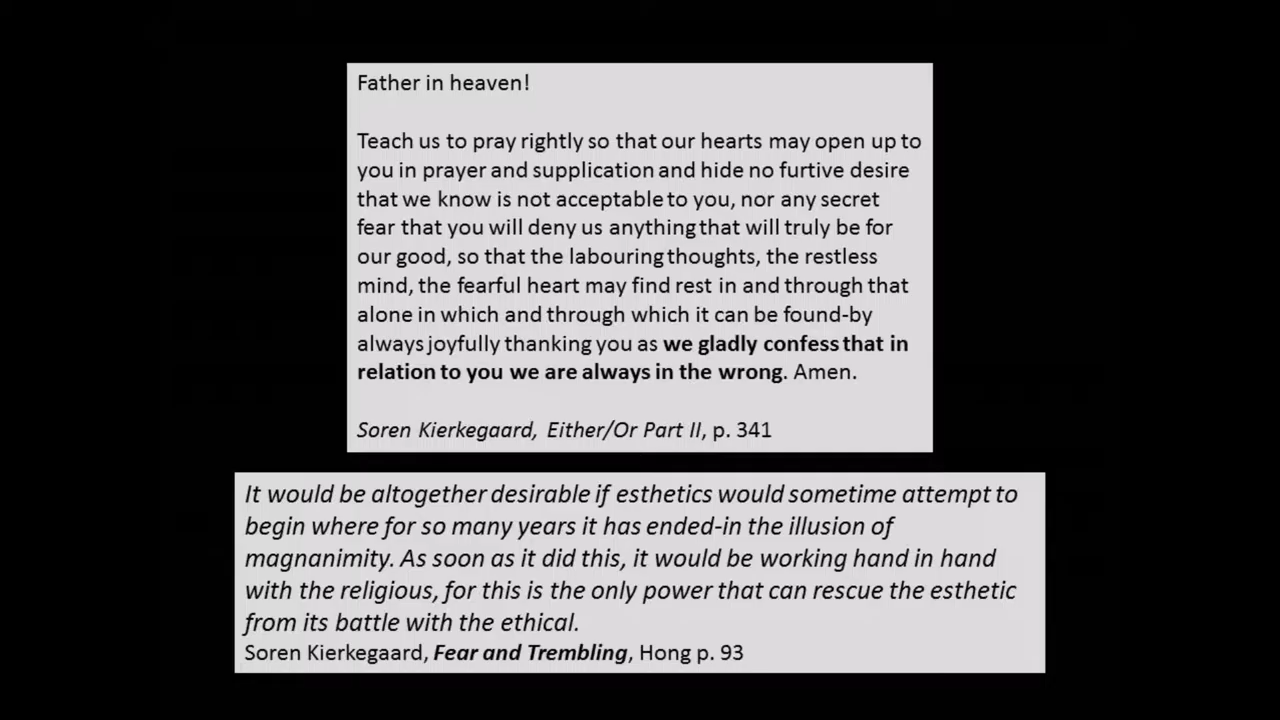 Father in heaven!
Teach us to pray rightly so that our hearts may open up to
you in prayer and supplication and hide no furtive desire
that we know is not acceptable to you, nor any secret
fear that you will deny us anything that will truly be for
our good, so that the labouring thoughts, the restless
mind, the fearful heart may find rest in and through that
alone in which and through which it can be found-by
always joyfully thanking you as we gladly confess that in
relation to you we are always in the wrong. Amen.
Soren Kierkegaard, Either/Or Part II, p. 341
It would be altogether desirable if esthetics would sometime attempt to
begin where for so many years it has ended-in the illusion of
magnanimity. As soon as it did this, it would be working hand in hand
with the religious, for this is the only power that can rescue the esthetic
from its battle with the ethical.
Soren Kierkegaard, Fear and Trembling, Hong p. 93